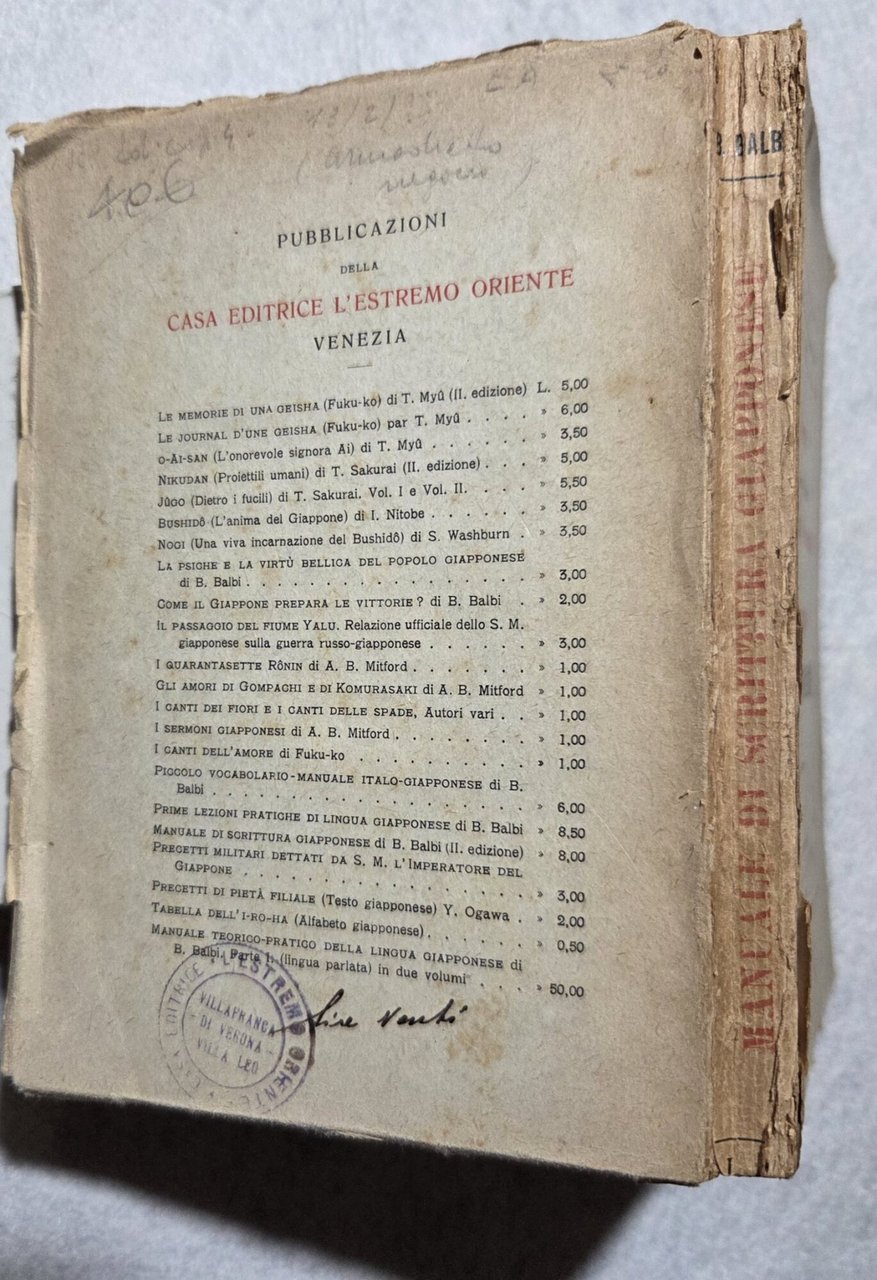 406
PUBBLICAZIONI
DELLA
CASA EDITRICE L'ESTREMO ORIENTE
VENEZIA
LE MEMORIE DI UNA GEISHA (Fuku-ko) di T. Myû (II. edizione) L. 5,00
LE JOURNAL D'UNE GEISHA (Fuku-ko) par T. Myû . . . . » 6,00
O-AI-SAN (L'onorevole signora Ai) di T. Myû . . . . . . » 3,50
NIKUDAN (Proiettili umani) di T. Sakurai (II. edizione) . . . » 5,00
JÛGO (Dietro i fucili) di T. Sakurai. Vol. I e Vol. II. . . . » 5,50
BUSHIDÔ (L'anima del Giappone) di I. Nitobe . . . . . . » 3,50
NOGI (Una viva incarnazione del Bushidô) di S. Washburn . » 3,50
LA PSICHE E LA VIRTÙ BELLICA DEL POPOLO GIAPPONESE
di B. Balbi . . . . . . . . . . . . . . . . . » 3,00
COME IL GIAPPONE PREPARA LE VITTORIE ? di B. Balbi . » 2,00
IL PASSAGGIO DEL FIUME YALU. Relazione ufficiale dello S. M.
giapponese sulla guerra russo-giapponese . . . . . . » 3,00
I QUARANTASETTE RÔNIN di A. B. Mitford . . . . . . . » 1,00
GLI AMORI DI GOMPACHI E DI KOMURASAKI di A. B. Mitford » 1,00
I CANTI DEI FIORI E I CANTI DELLE SPADE, Autori vari . . » 1,00
I SERMONI GIAPPONESI di A. B. Mitford . . . . . . . . » 1,00
I CANTI DELL'AMORE di Fuku-ko . . . . . . . . . . » 1,00
PICCOLO VOCABOLARIO-MANUALE ITALO-GIAPPONESE di B.
Balbi . . . . . . . . . . . . . . . . . . . » 6,00
PRIME LEZIONI PRATICHE DI LINGUA GIAPPONESE di B. Balbi » 8,50
MANUALE DI SCRITTURA GIAPPONESE di B. Balbi (II. edizione) » 8,00
PRECETTI MILITARI DETTATI DA S. M. L'IMPERATORE DEL
GIAPPONE . . . . . . . . . . . . . . . . . » 3,00
PRECETTI DI PIETÀ FILIALE (Testo giapponese) Y. Ogawa . » 2,00
TABELLA DELL'I-RO-HA (Alfabeto giapponese) . . . . . . . » 0,50
MANUALE TEORICO-PRATICO DELLA LINGUA GIAPPONESE di
B. Balbi. Parte I. (lingua parlata) in due volumi . . . . » 50,00
CASA EDITRICE · L'ESTREMO ORIENTE
VILLAFRANCA
- DI VERONA -
VILLA LEO
Lire Venti
B. BALB
MANUALE DI SCRITTURA GIAPPONESE
I